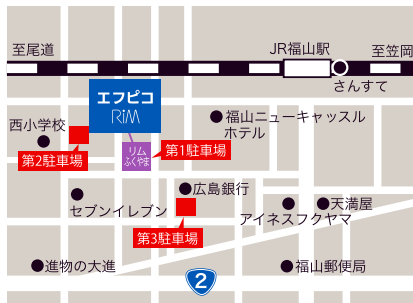 至尾道
JR福山駅
至笠岡
さんすて
エフピコ
RiM
福山ニューキャッスル
ホテル
西小学校
第1駐車場
第2駐車場
リム
ふくやま
広島銀行
セブンイレブン
天満屋
アイネスフクヤマ
第3駐車場
進物の大進
2
福山郵便局